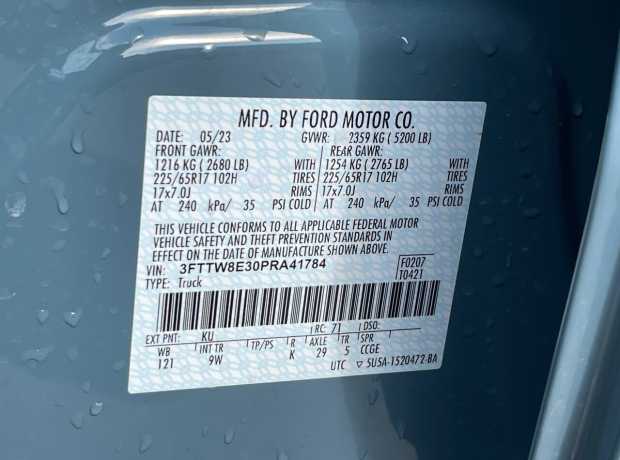 MFD. BY FORD MOTOR CO.
DATE: 05/23 GVWR: 2359 KG ( 5200 LB)
FRONT GAWR: REAR GAWR:
1216 KG ( 2680 LB) WITH 1254 KG ( 2765 LB) WITH
225/65R17 102H TIRES 225/65R17 102H TIRES
17x7.0J RIMS 17x7.0J RIMS
AT 240 kPa/ 35 PSI COLD AT 240 kPa/ 35 PSI COLD
THIS VEHICLE CONFORMS TO ALL APPLICABLE FEDERAL MOTOR
VEHICLE SAFETY AND THEFT PREVENTION STANDARDS IN
EFFECT ON THE DATE OF MANUFACTURE SHOWN ABOVE.
VIN: 3FTTW8E30PRA41784 F0207
TYPE: Truck T0421
EXT PNT: KU RC: 71 DSO:
WB INT TR TP/PS R AXLE TR SPR
121 9W K 29 5 CCGE
UTC ▽ 5U5A-1520472-BA